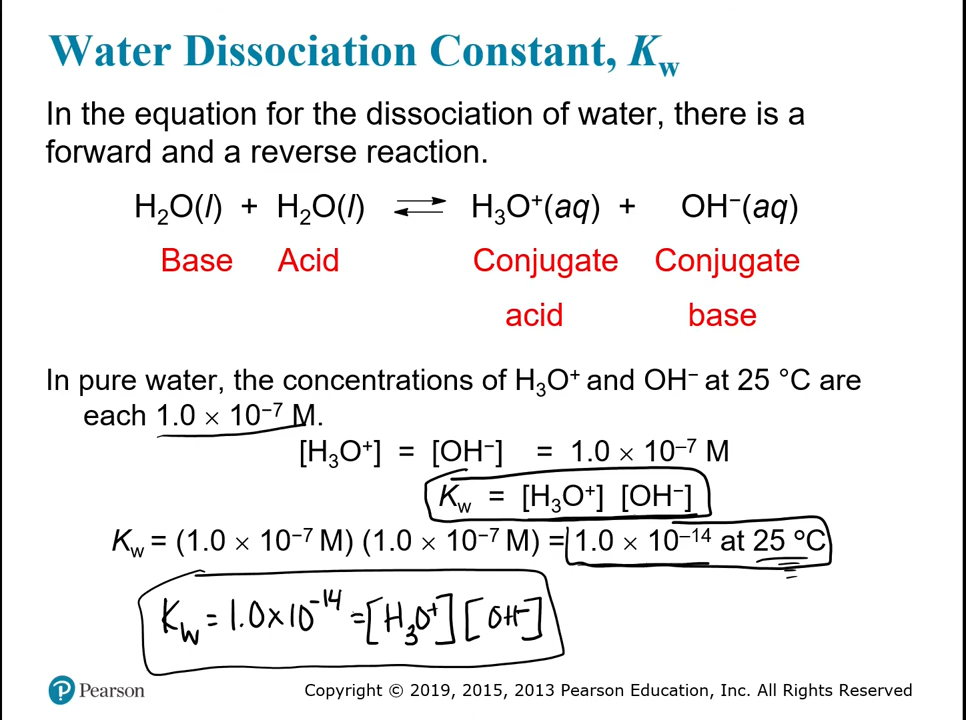 Water Dissociation Constant, Kw
In the equation for the dissociation of water, there is a
forward and a reverse reaction.
H₂O(l) + H₂O(l) ⇌ H₃O⁺(aq) + OH⁻(aq)
Base Acid Conjugate Conjugate
acid base
In pure water, the concentrations of H₃O⁺ and OH⁻ at 25 °C are
each 1.0 × 10⁻⁷ M.
[H₃O⁺] = [OH⁻] = 1.0 × 10⁻⁷ M
Kw = [H₃O⁺] [OH⁻]
Kw = (1.0 × 10⁻⁷ M) (1.0 × 10⁻⁷ M) = 1.0 × 10⁻¹⁴ at 25 °C
Kw = 1.0×10⁻¹⁴ = [H₃O⁺] [OH⁻]
P Pearson
Copyright © 2019, 2015, 2013 Pearson Education, Inc. All Rights Reserved